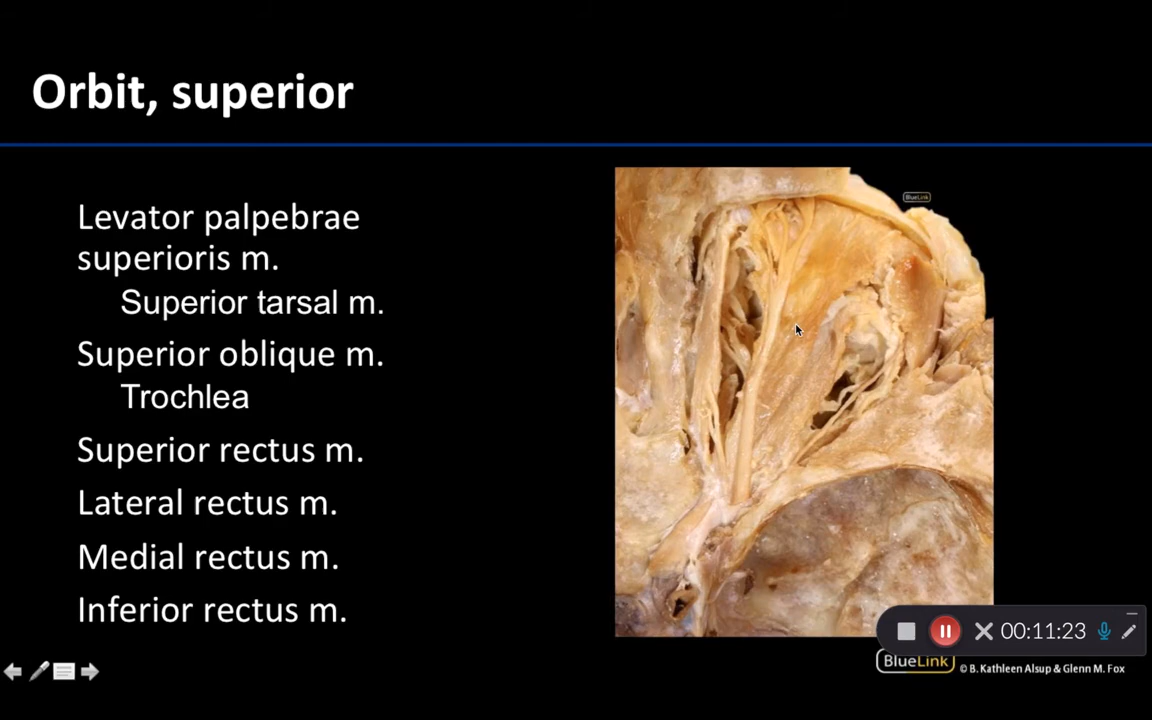 Orbit, superior
Levator palpebrae
superioris m.
Superior tarsal m.
Superior oblique m.
Trochlea
Superior rectus m.
Lateral rectus m.
Medial rectus m.
Inferior rectus m.
BlueLink
00:11:23
BlueLink © B. Kathleen Alsup & Glenn M. Fox